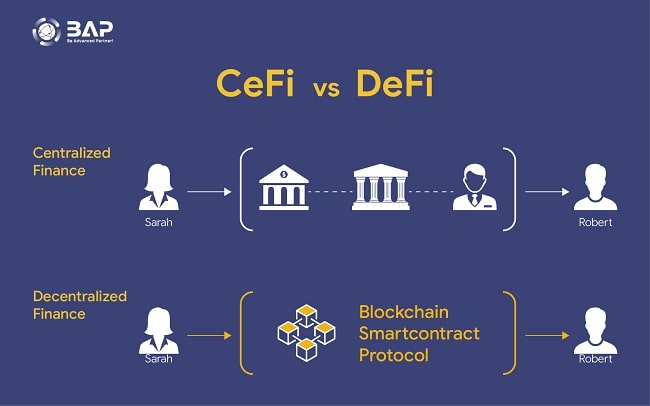 BAP
Be Advanced Partner!
CeFi vs DeFi
Centralized
Finance
$
Sarah
Robert
Decentralized
Finance
Blockchain
Smartcontract
Protocol
Sarah
Robert